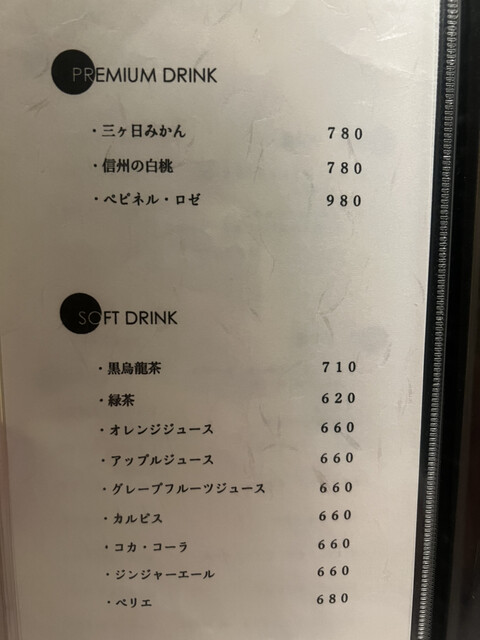 PREMIUM DRINK
・三ヶ日みかん 780
・信州の白桃 780
・ペピネル・ロゼ 980
SOFT DRINK
・黒烏龍茶 710
・緑茶 620
・オレンジジュース 660
・アップルジュース 660
・グレープフルーツジュース 660
・カルピス 660
・コカ・コーラ 660
・ジンジャーエール 660
・ペリエ 680